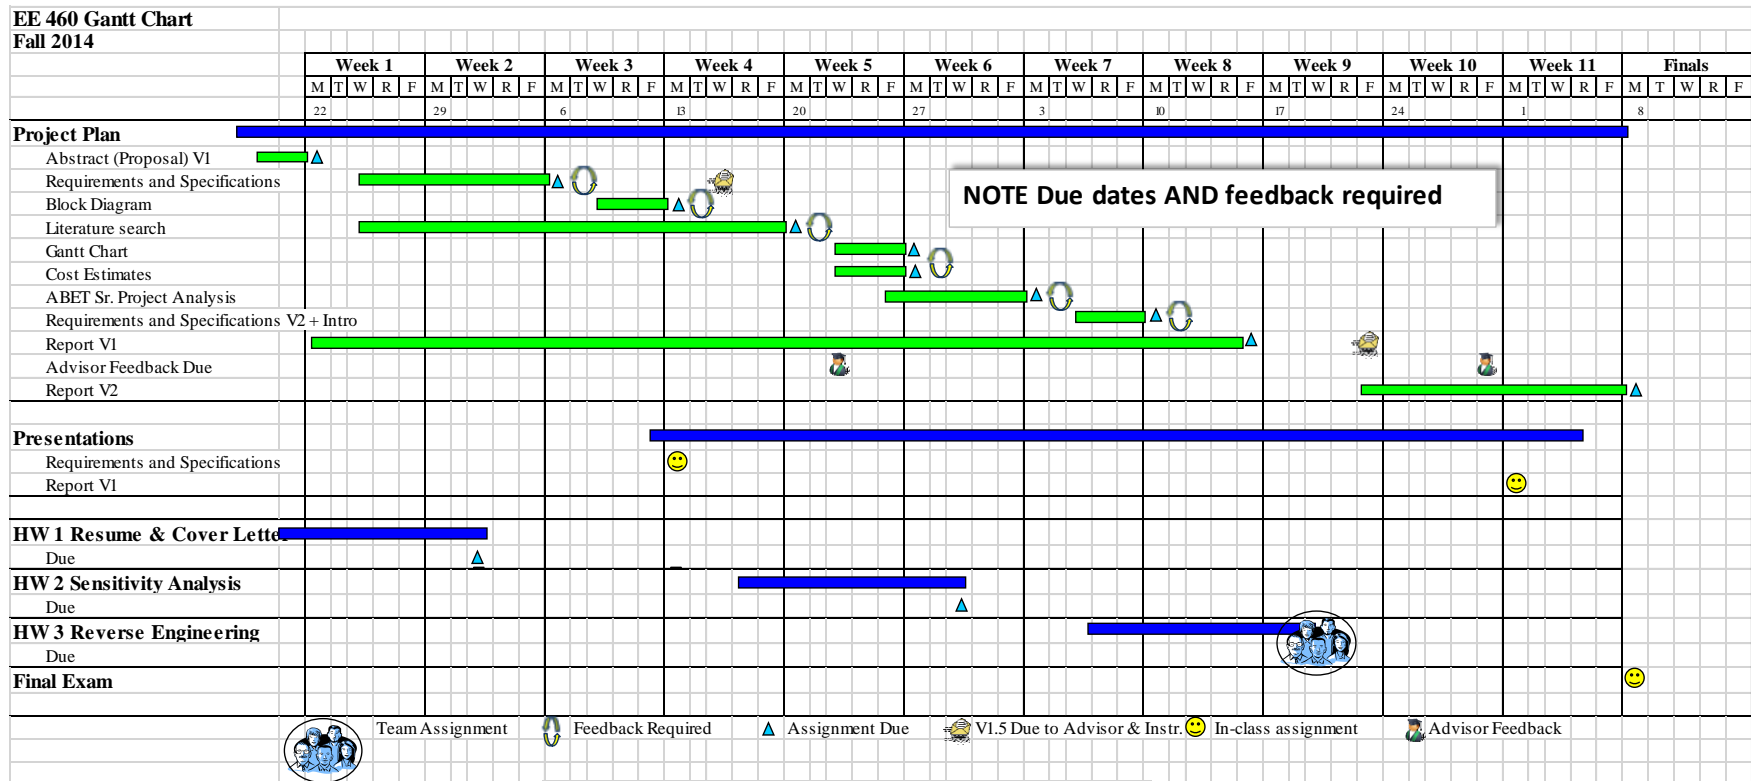 EE 460 Gantt Chart
Fall 2014
Week 1 Week 2 Week 3 Week 4 Week 5 Week 6 Week 7 Week 8 Week 9 Week 10 Week 11 Finals
M T W R F M T W R F M T W R F M T W R F M T W R F M T W R F M T W R F M T W R F M T W R F M T W R F M T W R F M T W R F
22 29 6 13 20 27 3 10 17 24 1 8
Project Plan
Abstract (Proposal) V1
Requirements and Specifications
NOTE Due dates AND feedback required
Block Diagram
Literature search
Gantt Chart
Cost Estimates
ABET Sr. Project Analysis
Requirements and Specifications V2 + Intro
Report V1
Advisor Feedback Due
Report V2
Presentations
Requirements and Specifications
Report V1
HW 1 Resume & Cover Lette
Due
HW 2 Sensitivity Analysis
Due
HW 3 Reverse Engineering
Due
Final Exam
Team Assignment Feedback Required Assignment Due V1.5 Due to Advisor & Instr. In-class assignment Advisor Feedback